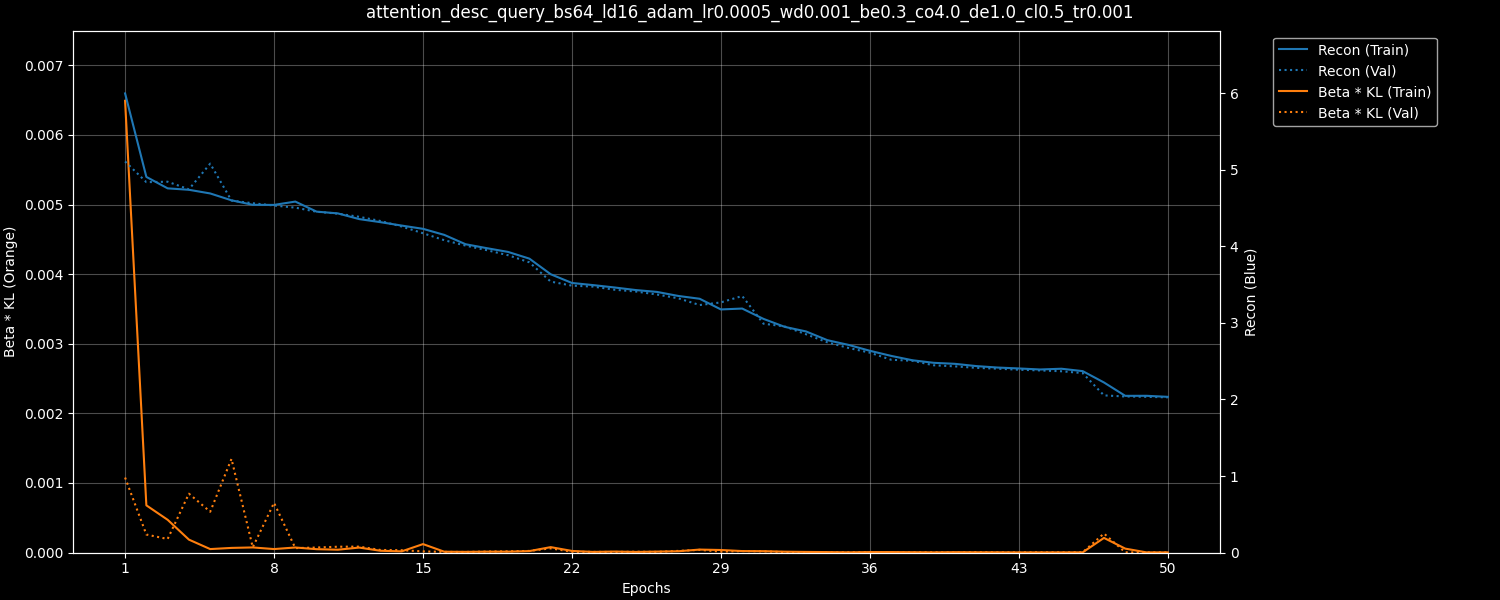 attention_desc_query_bs64_ld16_adam_lr0.0005_wd0.001_be0.3_co4.0_de1.0_cl0.5_tr0.001
Recon (Train)
Recon (Val)
Beta * KL (Train)
Beta * KL (Val)
0.007
0.006
0.005
0.004
0.003
0.002
0.001
0.000
Beta * KL (Orange)
6
5
4
3
2
1
0
Recon (Blue)
1 8 15 22 29 36 43 50
Epochs